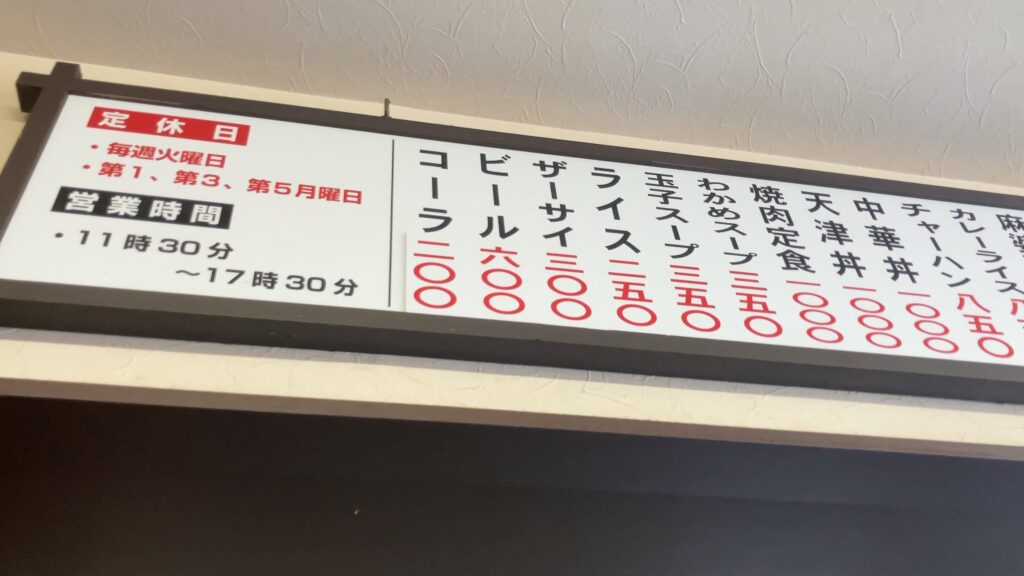 定休日
・毎週火曜日
・第1、第3、第5月曜日
営業時間
・11時30分
～17時30分
コーラ 二〇〇
ビール 六〇〇
ザーサイ 三〇〇
ライス 二五〇
玉子スープ 三五〇
わかめスープ 三五〇
焼肉定食 一〇〇〇
天津丼 一〇〇〇
中華丼 一〇〇〇
チャーハン 八五〇
カレーライス 八
麻